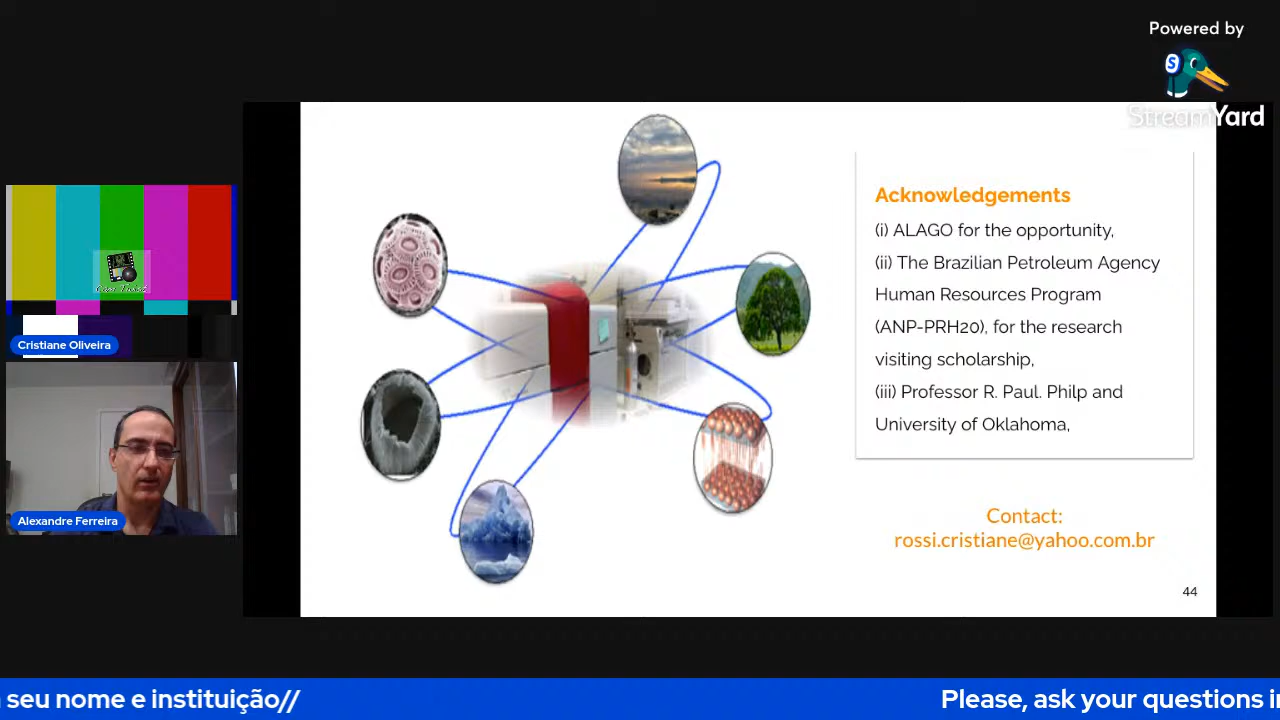 Powered by
StreamYard
Cristiane Oliveira
Alexandre Ferreira
Acknowledgements
(i) ALAGO for the opportunity,
(ii) The Brazilian Petroleum Agency
Human Resources Program
(ANP-PRH20), for the research
visiting scholarship,
(iii) Professor R. Paul. Philp and
University of Oklahoma,
Contact:
rossi.cristiane@yahoo.com.br
44
seu nome e instituição//
Please, ask your questions i